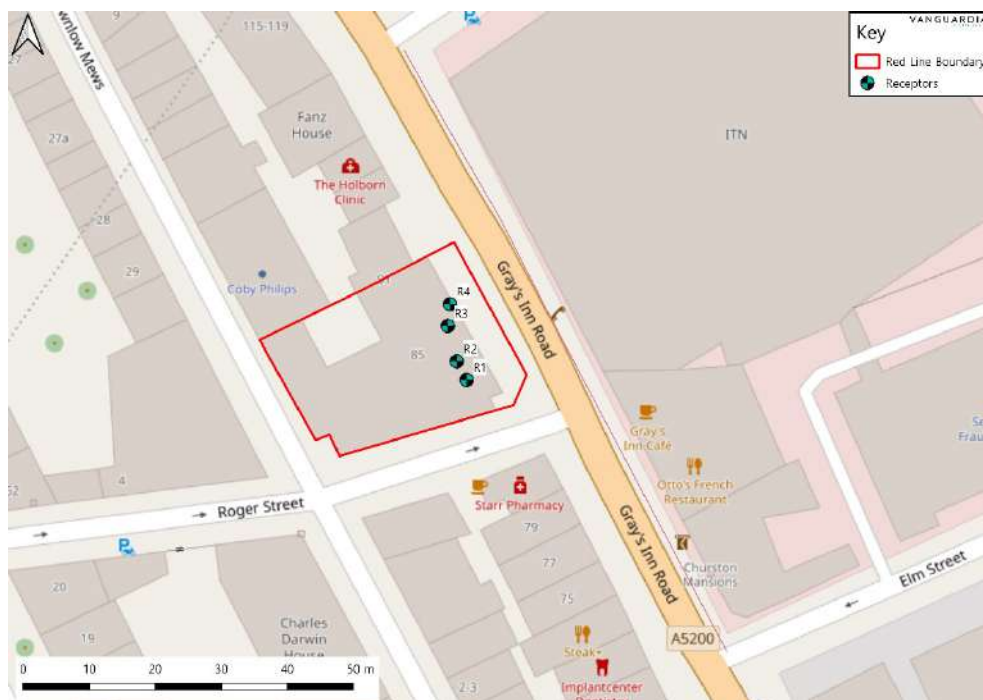 VANGUARDIA
Key
Red Line Boundary
Receptors
115-119
9
Fanz
House
ITN
27a
The Holborn
Clinic
28
29
Coby Philips
91
Gray's Inn Road
R4
R3
85
R2
R1
Gray's
Inn Café
Otto's French
Restaurant
4
Roger Street
Starr Pharmacy
79
77
Gray's Inn Road
Churston
Mansions
Elm Street
20
75
Charles
Darwin
House
19
Steak+
A5200
0 10 20 30 40 50 m
2-3
Implantcenter